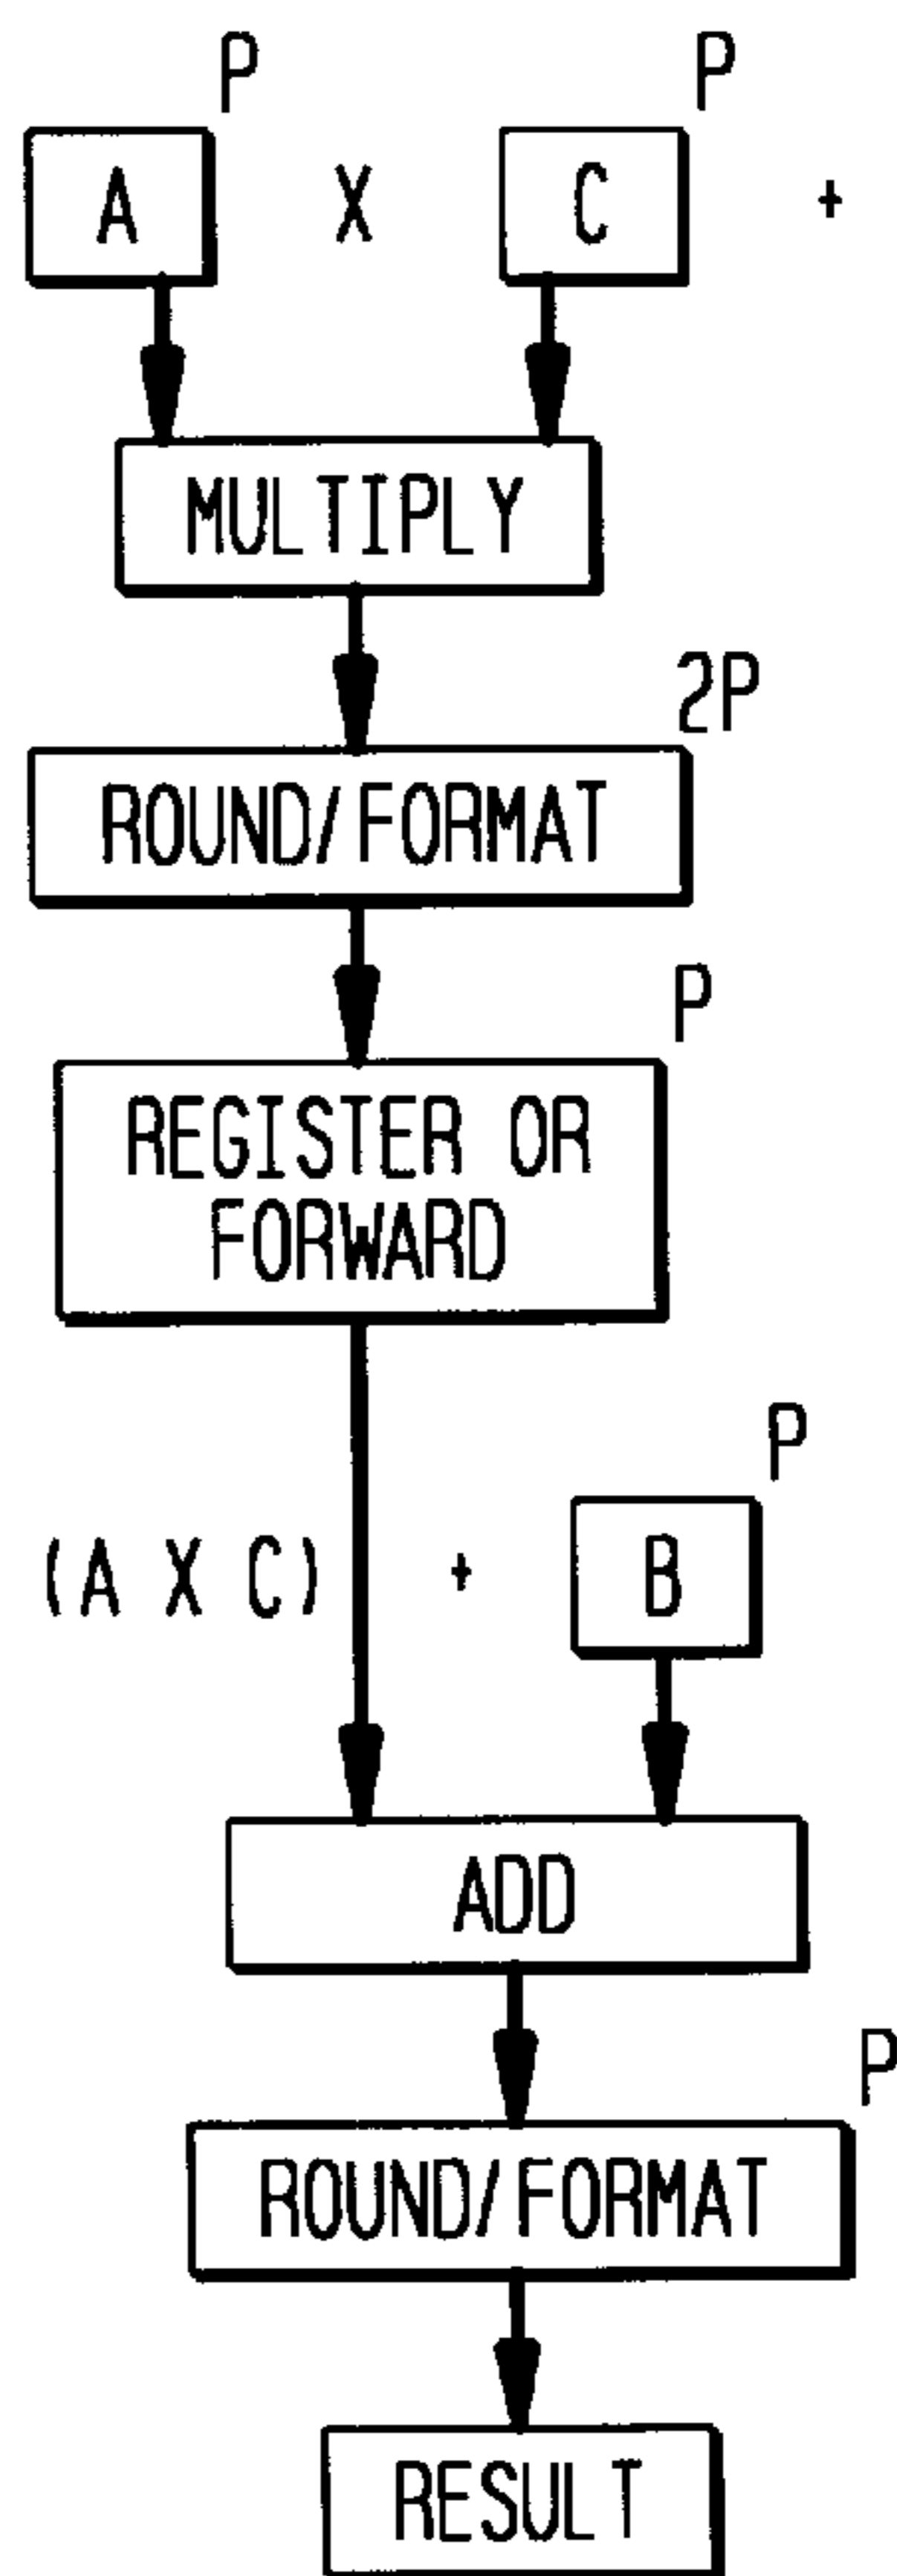 P P
A X C +
MULTIPLY
2P
ROUND/FORMAT
P
REGISTER OR
FORWARD
P
(A X C) + B
ADD
P
ROUND/FORMAT
RESULT